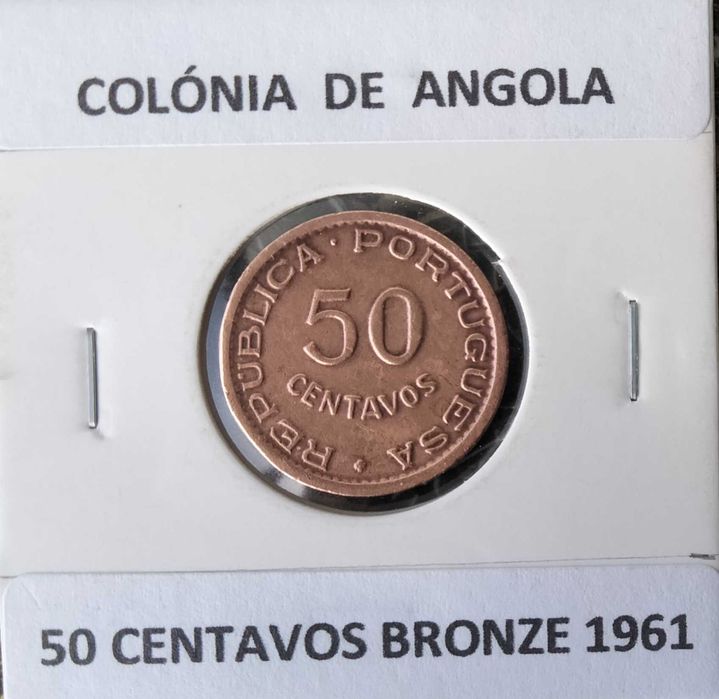 COLÓNIA DE ANGOLA
REPUBLICA · PORTUGUESA
50
CENTAVOS
50 CENTAVOS BRONZE 1961